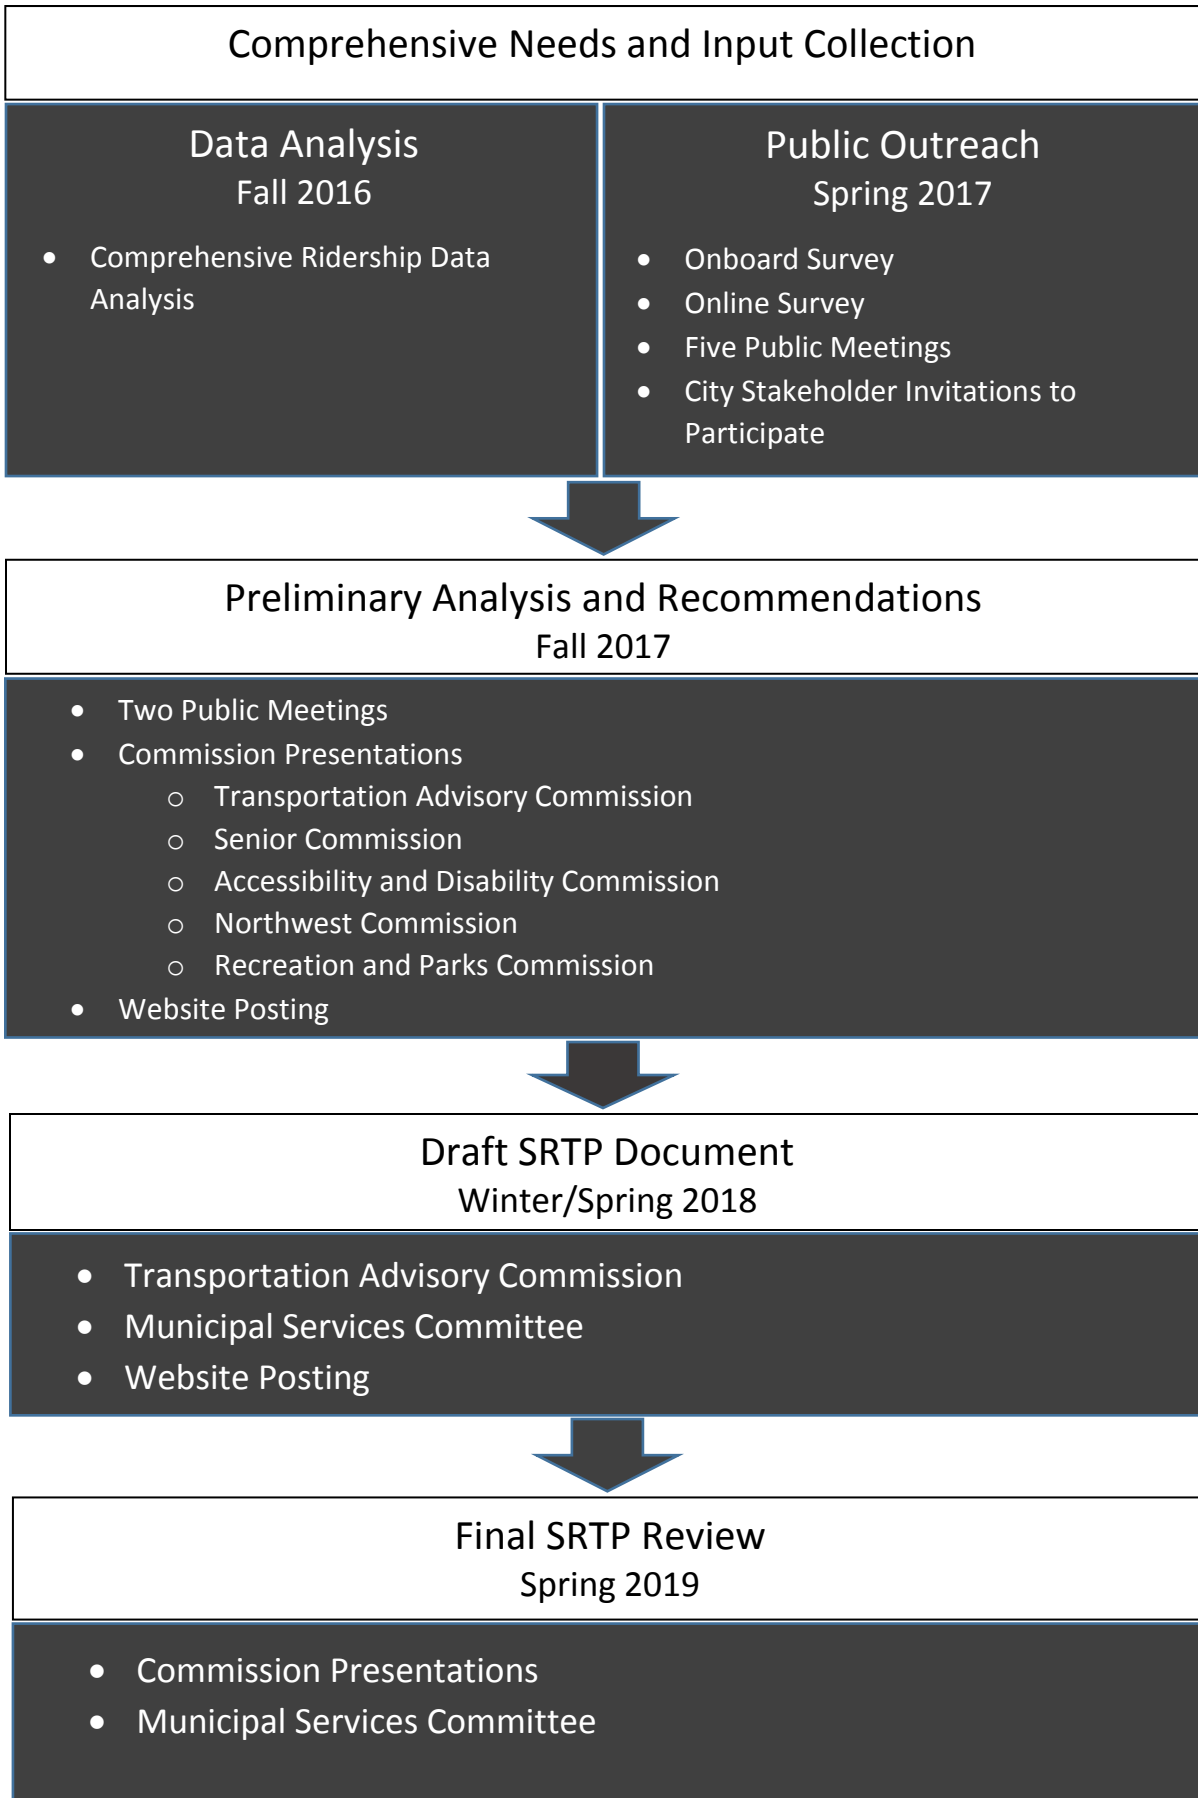 Comprehensive Needs and Input Collection
Data Analysis
Fall 2016
• Comprehensive Ridership Data
Analysis
Public Outreach
Spring 2017
• Onboard Survey
• Online Survey
• Five Public Meetings
• City Stakeholder Invitations to
Participate
Preliminary Analysis and Recommendations
Fall 2017
• Two Public Meetings
• Commission Presentations
o Transportation Advisory Commission
o Senior Commission
o Accessibility and Disability Commission
o Northwest Commission
o Recreation and Parks Commission
• Website Posting
Draft SRTP Document
Winter/Spring 2018
• Transportation Advisory Commission
• Municipal Services Committee
• Website Posting
Final SRTP Review
Spring 2019
• Commission Presentations
• Municipal Services Committee